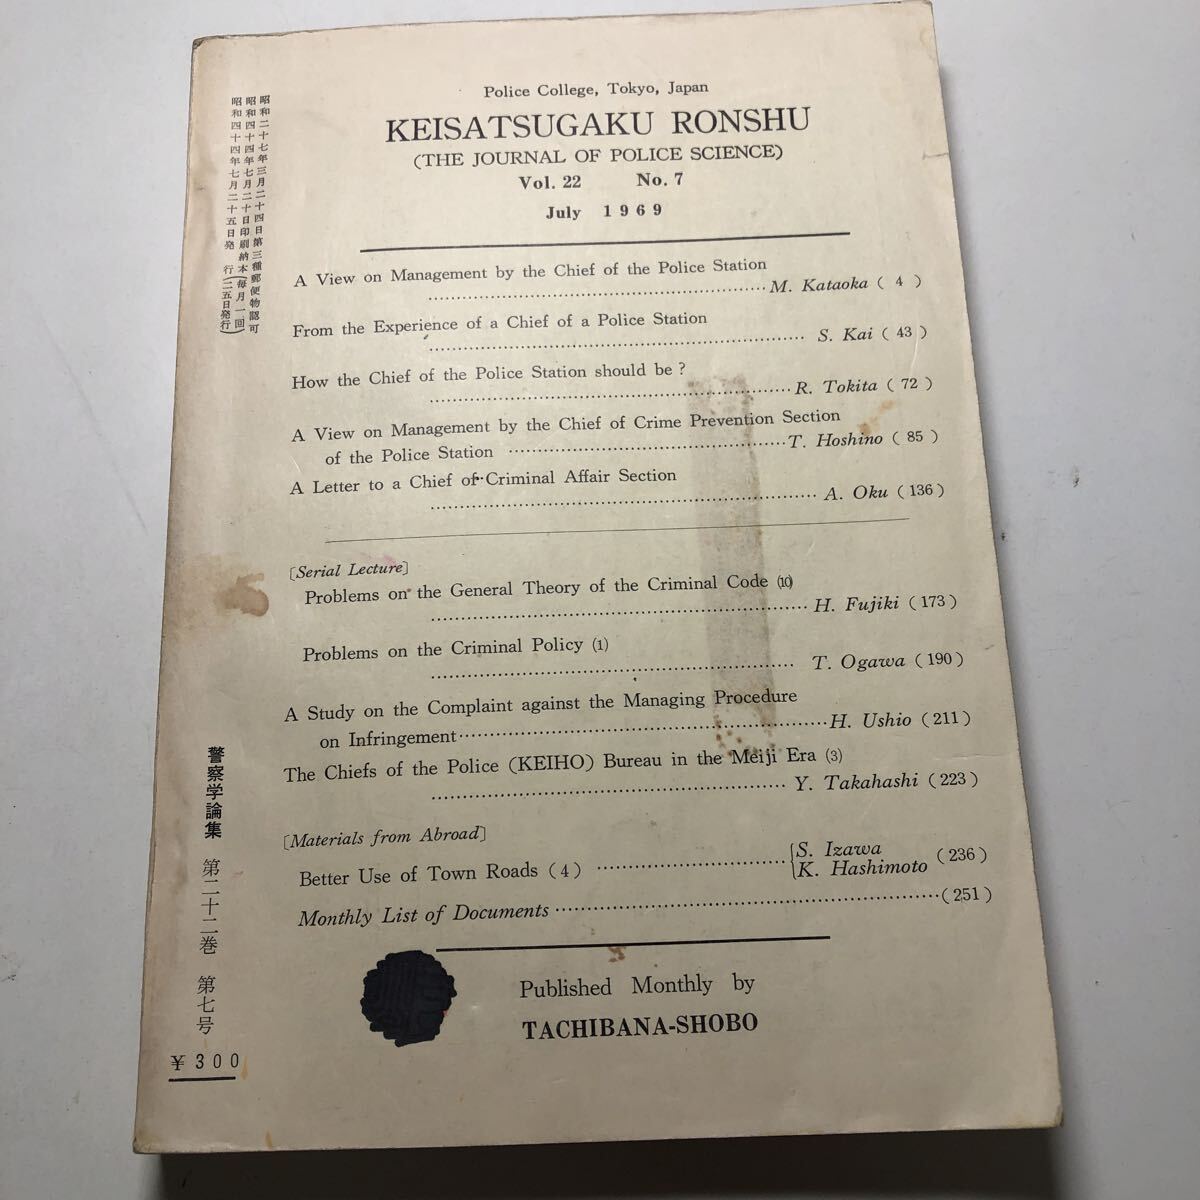 Police College, Tokyo, Japan
KEISATSUGAKU RONSHU
(THE JOURNAL OF POLICE SCIENCE)
Vol. 22 No. 7
July 1969
A View on Management by the Chief of the Police Station
M. Kataoka ( 4 )
From the Experience of a Chief of a Police Station
S. Kai ( 43 )
How the Chief of the Police Station should be ?
R. Tokita ( 72 )
A View on Management by the Chief of Crime Prevention Section
of the Police Station T. Hoshino ( 85 )
A Letter to a Chief of Criminal Affair Section
A. Oku (136)
[Serial Lecture]
Problems on the General Theory of the Criminal Code (10)
H. Fujiki (173)
Problems on the Criminal Policy (1)
T. Ogawa (190)
A Study on the Complaint against the Managing Procedure
on Infringement H. Ushio (211)
The Chiefs of the Police (KEIHO) Bureau in the Meiji Era (3)
Y. Takahashi (223)
[Materials from Abroad]
Better Use of Town Roads (4) { S. Izawa
K. Hashimoto (236)
Monthly List of Documents (251)
Published Monthly by
TACHIBANA-SHOBO
昭和二十七年三月二十四日第三種郵便物認可
昭和四十四年七月二十日印刷納本(毎月一回
昭和四十四年七月二十五日発行 二五日発行)
警察学論集 第二十二巻 第七号
¥300